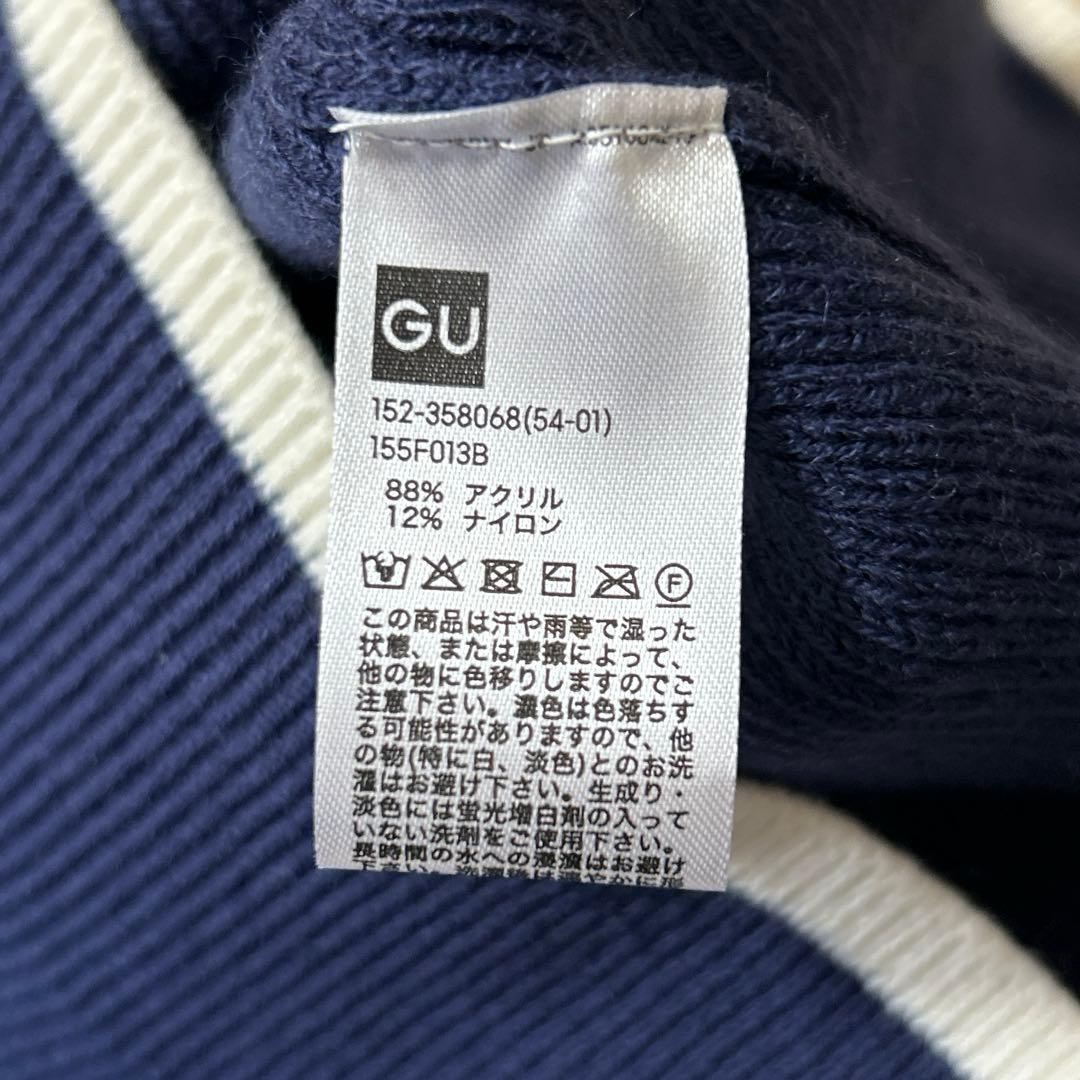 GU
152-358068(54-01)
155F013B
88% アクリル
12% ナイロン
F
この商品は汗や雨等で湿った
状態、または摩擦によって、
他の物に色移りしますのでご
注意下さい。濃色は色落ちす
る可能性がありますので、他
の物(特に白、淡色)とのお洗
濯はお避け下さい。生成り・
淡色には蛍光増白剤の入って
いない洗剤をご使用下さい。
長時間の水への浸漬はお避け